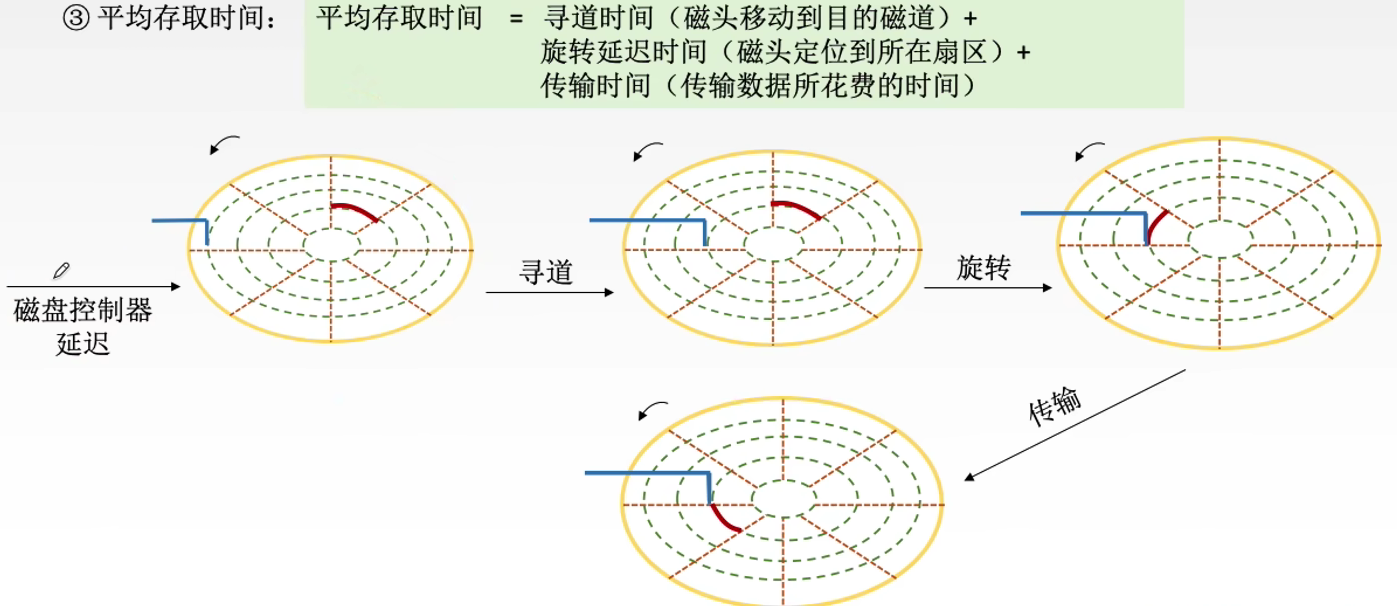 ③ 平均存取时间： 平均存取时间 = 寻道时间（磁头移动到目的磁道）+
旋转延迟时间（磁头定位到所在扇区）+
传输时间（传输数据所花费的时间）
磁盘控制器
延迟
寻道
旋转
传输